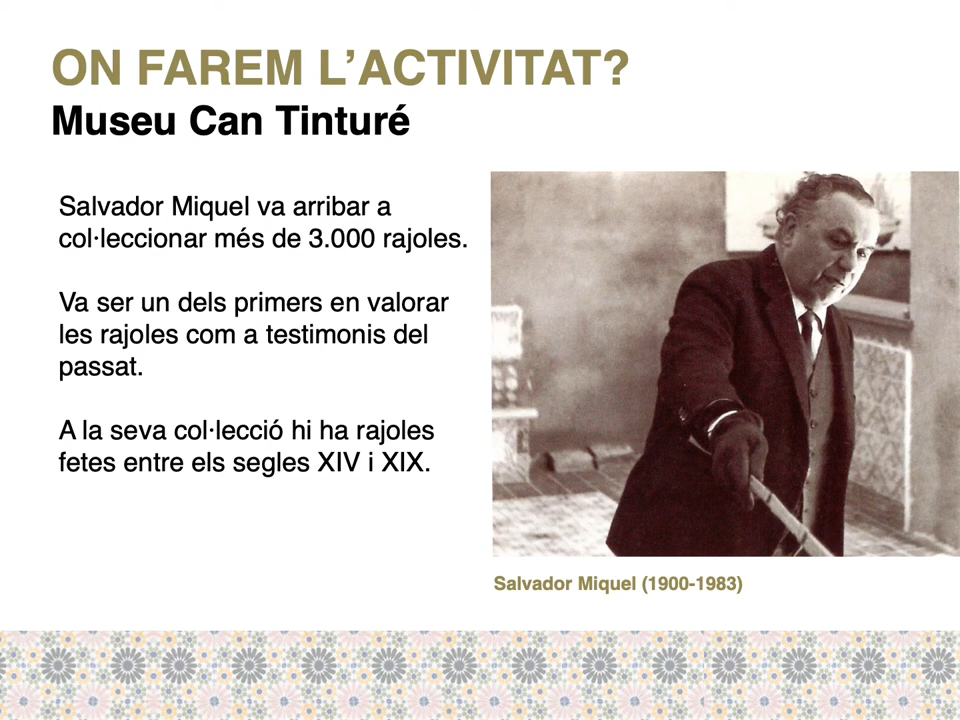 ON FAREM L’ACTIVITAT?
Museu Can Tinturé
Salvador Miquel va arribar a
col·leccionar més de 3.000 rajoles.
Va ser un dels primers en valorar
les rajoles com a testimonis del
passat.
A la seva col·lecció hi ha rajoles
fetes entre els segles XIV i XIX.
Salvador Miquel (1900-1983)